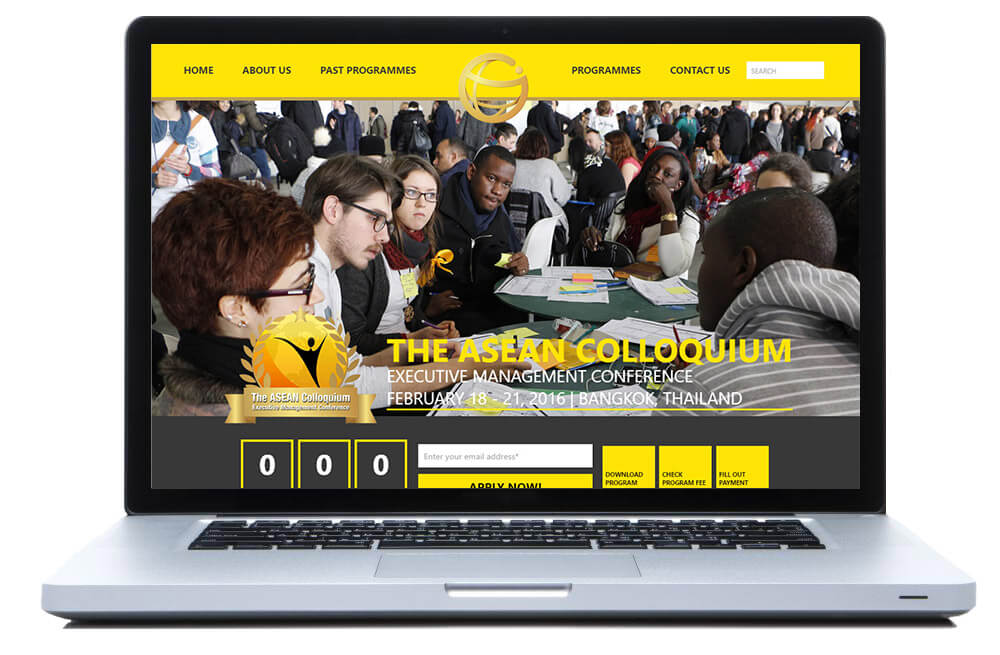 HOME ABOUT US PAST PROGRAMMES PROGRAMMES CONTACT US SEARCH
THE ASEAN COLLOQUIUM
EXECUTIVE MANAGEMENT CONFERENCE
FEBRUARY 18 - 21, 2016 | BANGKOK, THAILAND
The ASEAN Colloquium
Executive Management Conference
0 0 0
Enter your email address*
APPLY NOW!
DOWNLOAD
PROGRAM
CHECK
PROGRAM FEE
FILL OUT
PAYMENT